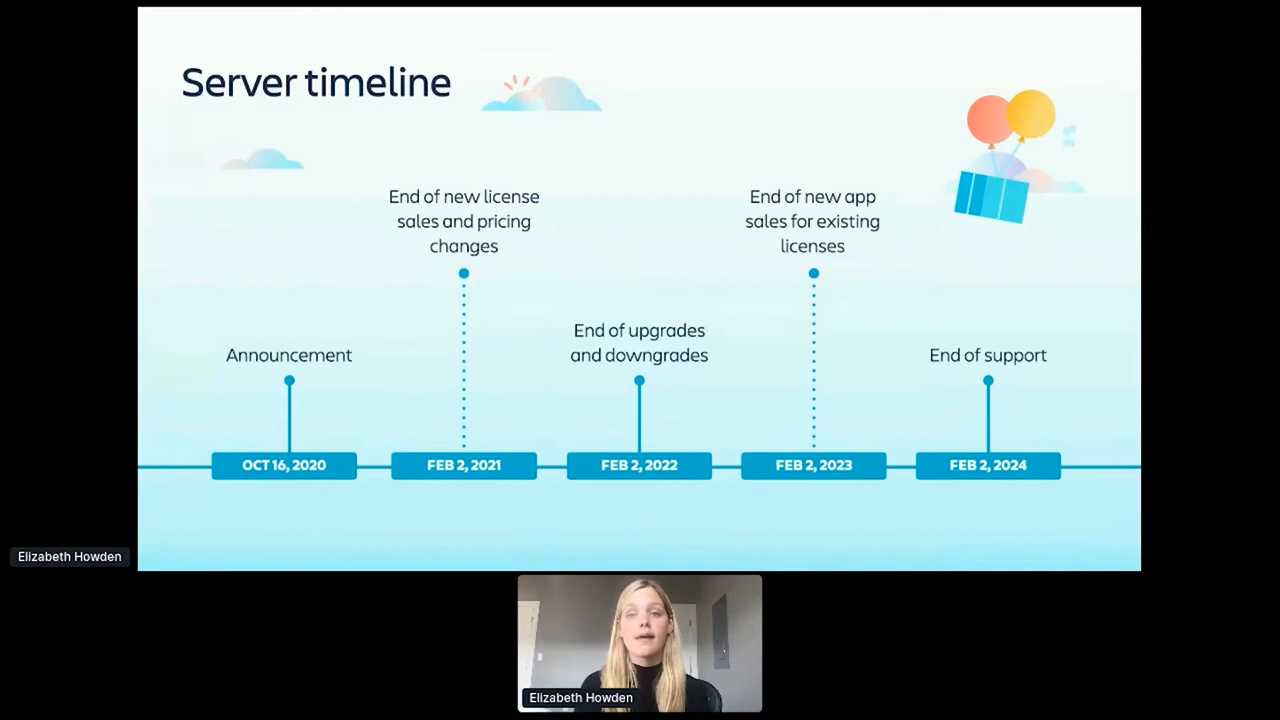 Server timeline
End of new license
sales and pricing
changes
End of new app
sales for existing
licenses
End of upgrades
and downgrades
Announcement
End of support
OCT 16, 2020
FEB 2, 2021
FEB 2, 2022
FEB 2, 2023
FEB 2, 2024
Elizabeth Howden
Elizabeth Howden